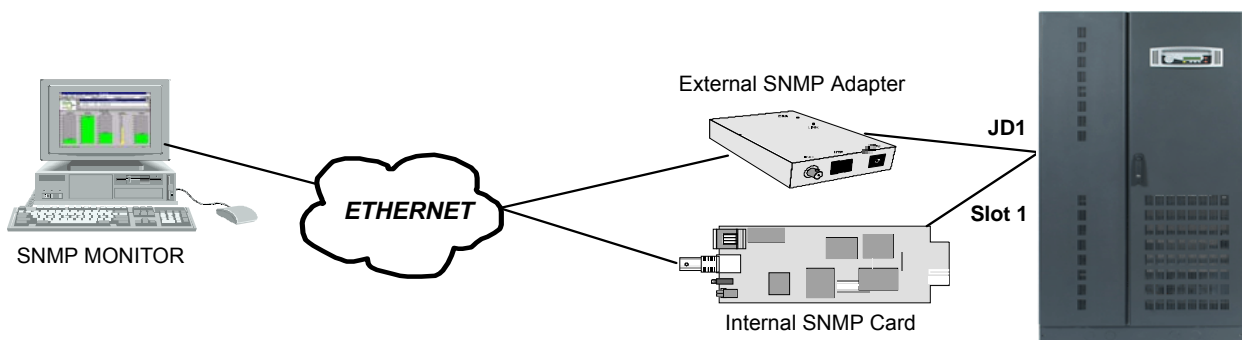 External SNMP Adapter
JD1
ETHERNET
Slot 1
SNMP MONITOR
Internal SNMP Card